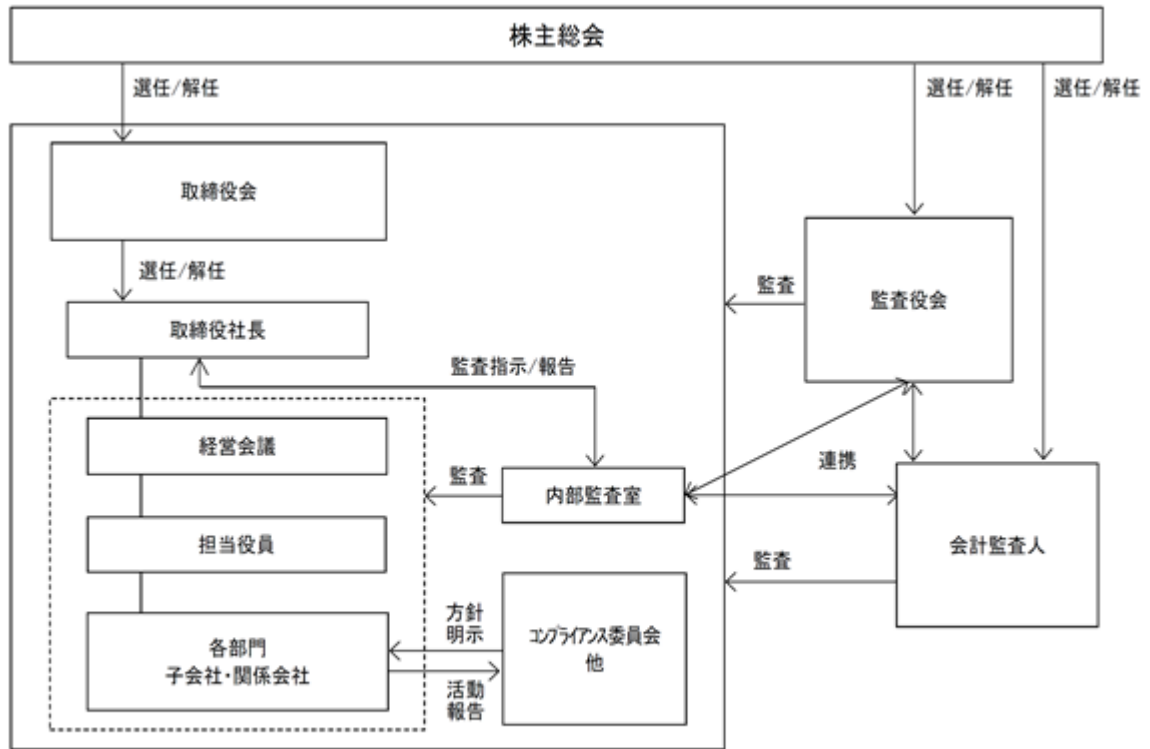 株主総会
選任/解任
選任/解任
選任/解任
取締役会
選任/解任
監査役会
監査
取締役社長
監査指示/報告
経営会議
連携
監査
内部監査室
担当役員
会計監査人
監査
方針
明示
コンプライアンス委員会
他
各部門
子会社・関係会社
活動
報告